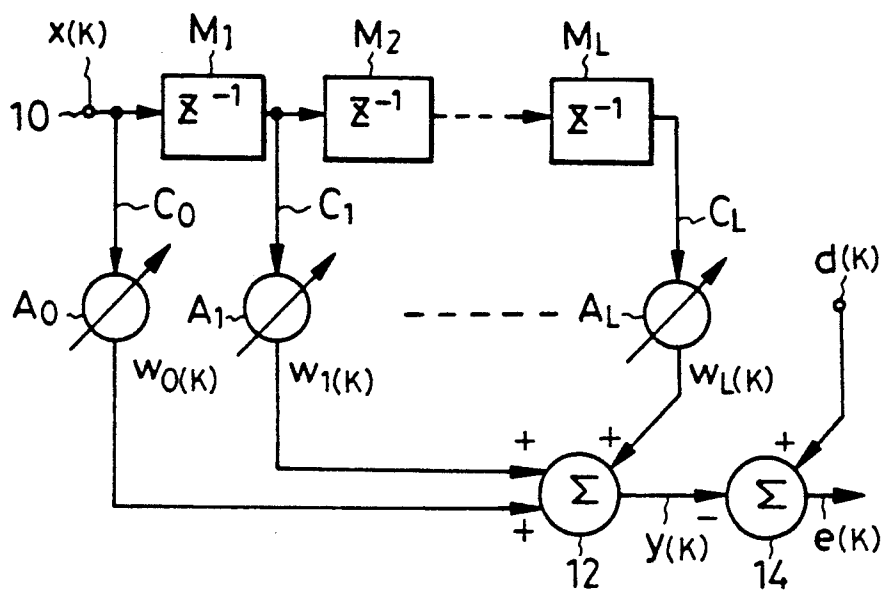 x(K)
M1
M2
ML
10
Z⁻¹
Z⁻¹
Z⁻¹
C0
C1
CL
d(K)
A0
A1
AL
w0(K)
w1(K)
wL(K)
+
+
+
+
Σ
Σ
−
12
y(K)
14
e(K)